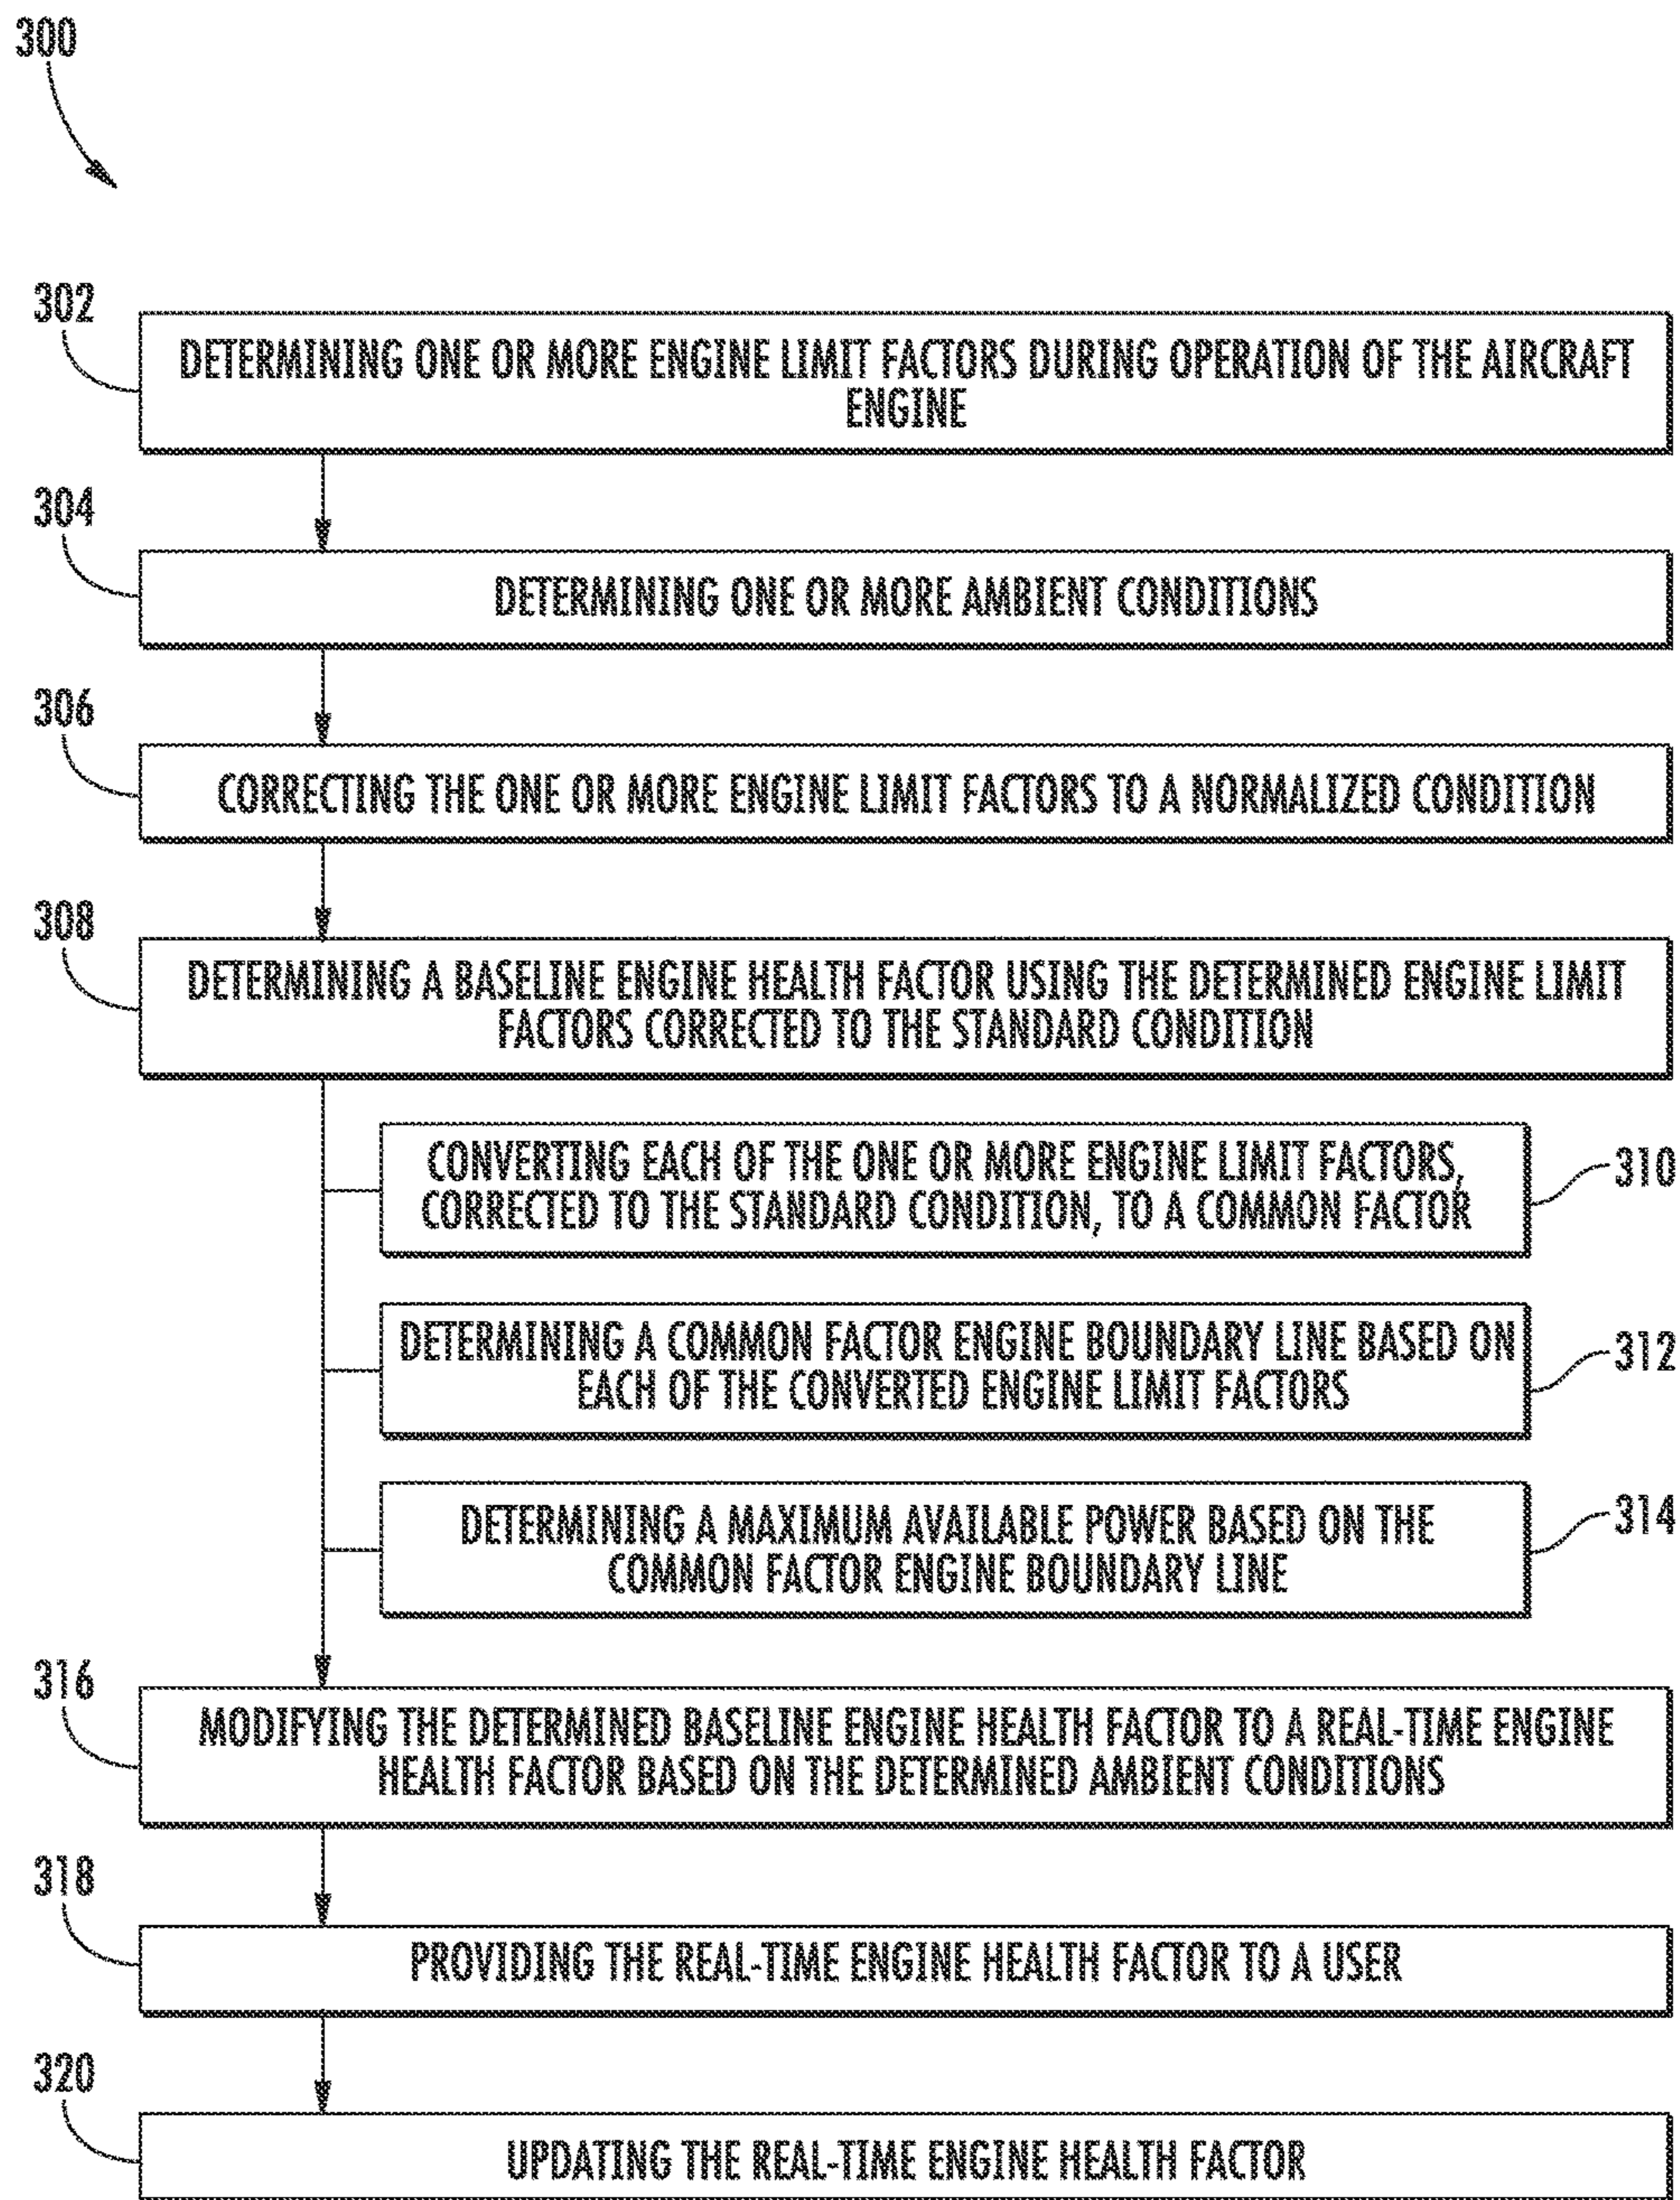 300
302
DETERMINING ONE OR MORE ENGINE LIMIT FACTORS DURING OPERATION OF THE AIRCRAFT
ENGINE
304
DETERMINING ONE OR MORE AMBIENT CONDITIONS
306
CORRECTING THE ONE OR MORE ENGINE LIMIT FACTORS TO A NORMALIZED CONDITION
308
DETERMINING A BASELINE ENGINE HEALTH FACTOR USING THE DETERMINED ENGINE LIMIT
FACTORS CORRECTED TO THE STANDARD CONDITION
CONVERTING EACH OF THE ONE OR MORE ENGINE LIMIT FACTORS,
CORRECTED TO THE STANDARD CONDITION, TO A COMMON FACTOR
310
DETERMINING A COMMON FACTOR ENGINE BOUNDARY LINE BASED ON
EACH OF THE CONVERTED ENGINE LIMIT FACTORS
312
DETERMINING A MAXIMUM AVAILABLE POWER BASED ON THE
COMMON FACTOR ENGINE BOUNDARY LINE
314
316
MODIFYING THE DETERMINED BASELINE ENGINE HEALTH FACTOR TO A REAL-TIME ENGINE
HEALTH FACTOR BASED ON THE DETERMINED AMBIENT CONDITIONS
318
PROVIDING THE REAL-TIME ENGINE HEALTH FACTOR TO A USER
320
UPDATING THE REAL-TIME ENGINE HEALTH FACTOR